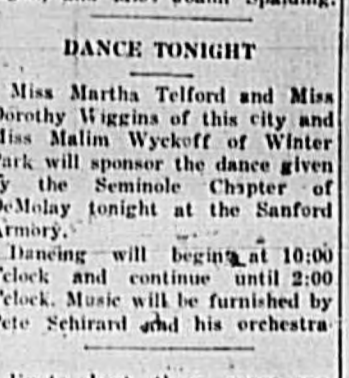 DANCE TONIGHT
Miss Martha Telford and Miss
Dorothy Wiggins of this city and
Miss Malim Wyckoff of Winter
Park will sponsor the dance given
by the Seminole Chapter of
DeMolay tonight at the Sanford
Armory.
Dancing will begin at 10:00
o'clock and continue until 2:00
o'clock. Music will be furnished by
Pete Schirard and his orchestra